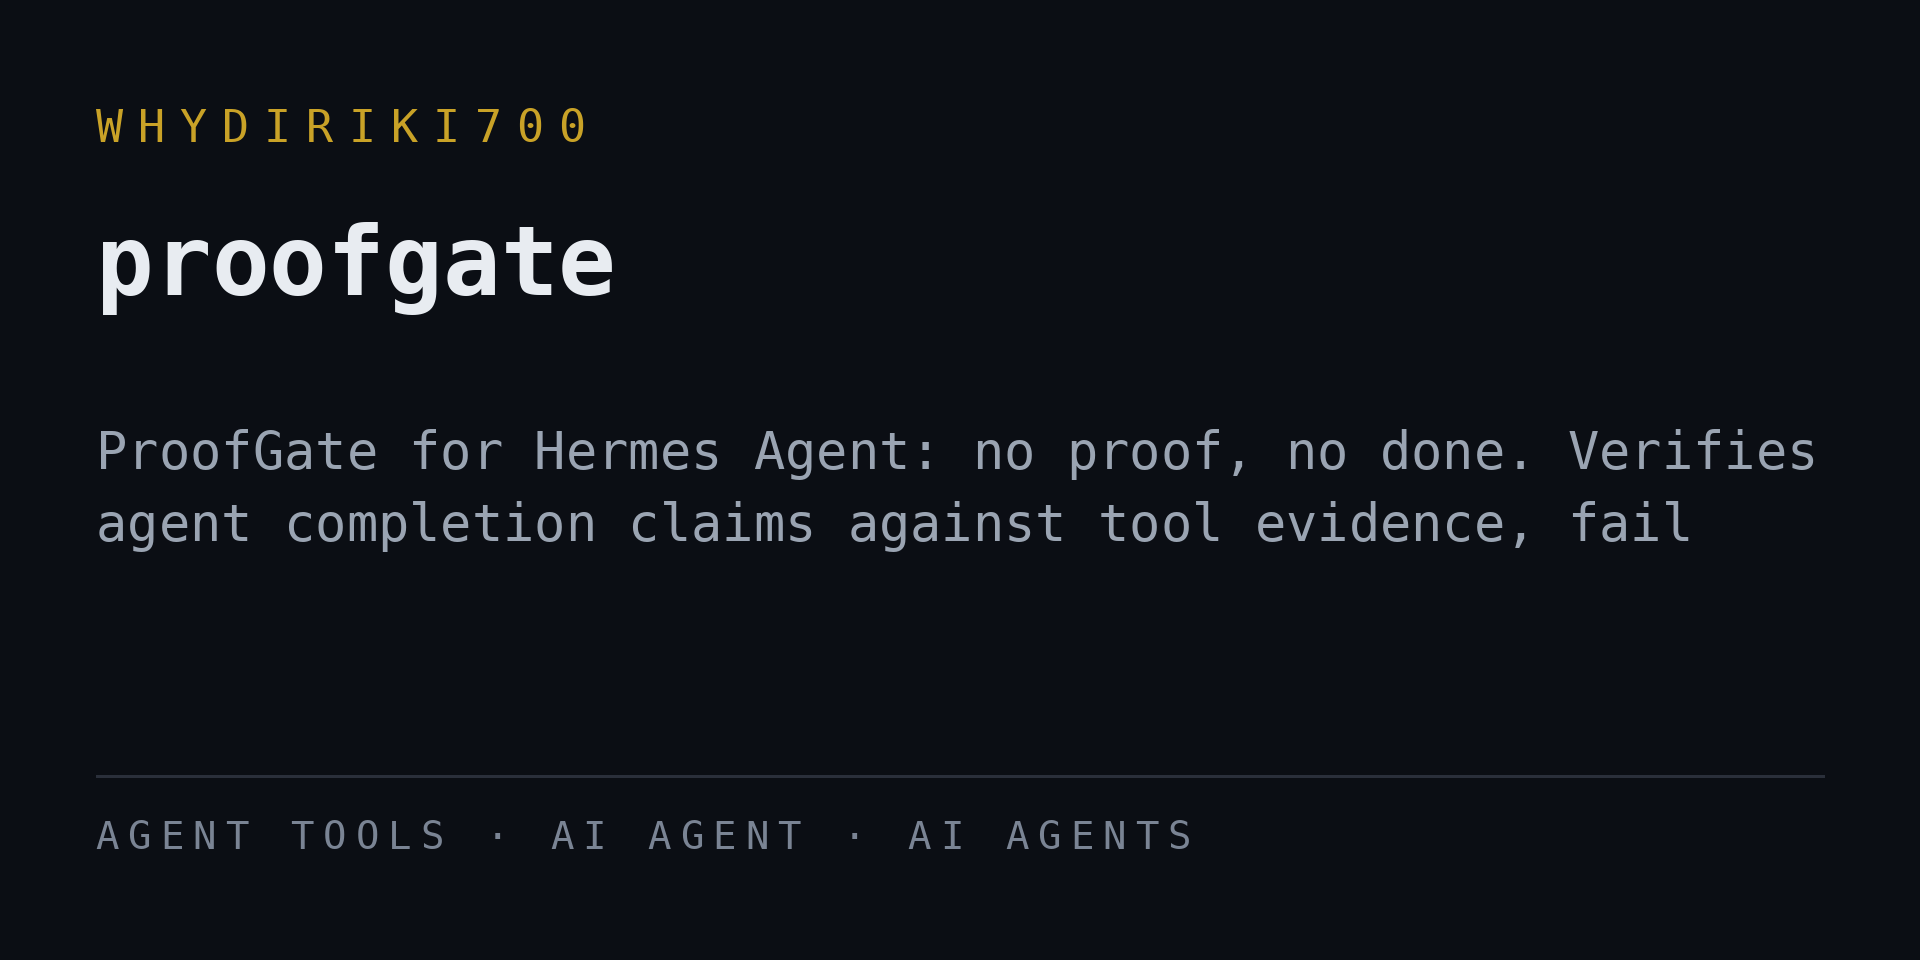 WHYDIRIKI700
proofgate
ProofGate for Hermes Agent: no proof, no done. Verifies
agent completion claims against tool evidence, fail
AGENT TOOLS · AI AGENT · AI AGENTS